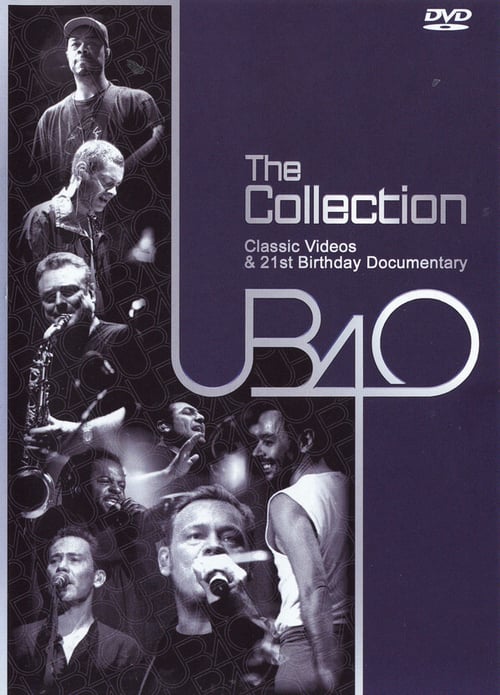 DVD
The
Collection
Classic Videos
& 21st Birthday Documentary
UB40